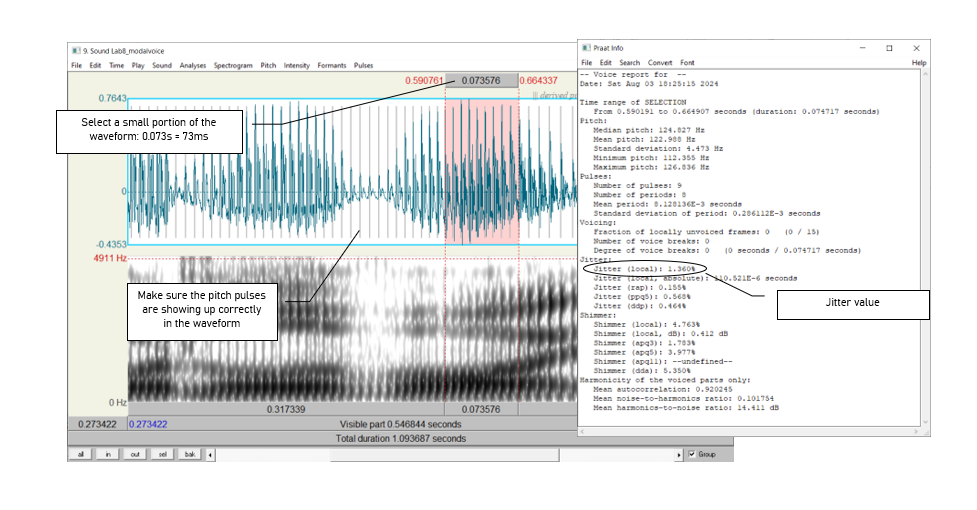 9. Sound Lab8_modalvoice
File Edit Time Play Sound Analyses Spectrogram Pitch Intensity Formants Pulses
0.590761 0.073576 0.664337
0.7643
derived
0
-0.4353
4911 Hz
0 Hz
0.317339 0.073576
0.273422 0.273422 Visible part 0.546844 seconds
Total duration 1.093687 seconds
all in out sel bak Group
Select a small portion of the
waveform: 0.073s = 73ms
Make sure the pitch pulses
are showing up correctly
in the waveform
Praat Info
File Edit Search Convert Font Help
-- Voice report for --
Date: Sat Aug 03 18:25:15 2024
Time range of SELECTION
From 0.590191 to 0.664907 seconds (duration: 0.074717 seconds)
Pitch:
Median pitch: 124.827 Hz
Mean pitch: 122.988 Hz
Standard deviation: 4.473 Hz
Minimum pitch: 112.355 Hz
Maximum pitch: 126.836 Hz
Pulses:
Number of pulses: 9
Number of periods: 8
Mean period: 8.128136E-3 seconds
Standard deviation of period: 0.286112E-3 seconds
Voicing:
Fraction of locally unvoiced frames: 0 (0 / 15)
Number of voice breaks: 0
Degree of voice breaks: 0 (0 seconds / 0.074717 seconds)
Jitter:
Jitter (local): 1.360%
Jitter (local, absolute): 110.521E-6 seconds
Jitter (rap): 0.155%
Jitter (ppq5): 0.568%
Jitter (ddp): 0.464%
Shimmer:
Shimmer (local): 4.763%
Shimmer (local, dB): 0.412 dB
Shimmer (apq3): 1.783%
Shimmer (apq5): 3.977%
Shimmer (apq11): --undefined--
Shimmer (dda): 5.350%
Harmonicity of the voiced parts only:
Mean autocorrelation: 0.920245
Mean noise-to-harmonics ratio: 0.101754
Mean harmonics-to-noise ratio: 14.411 dB
Jitter value